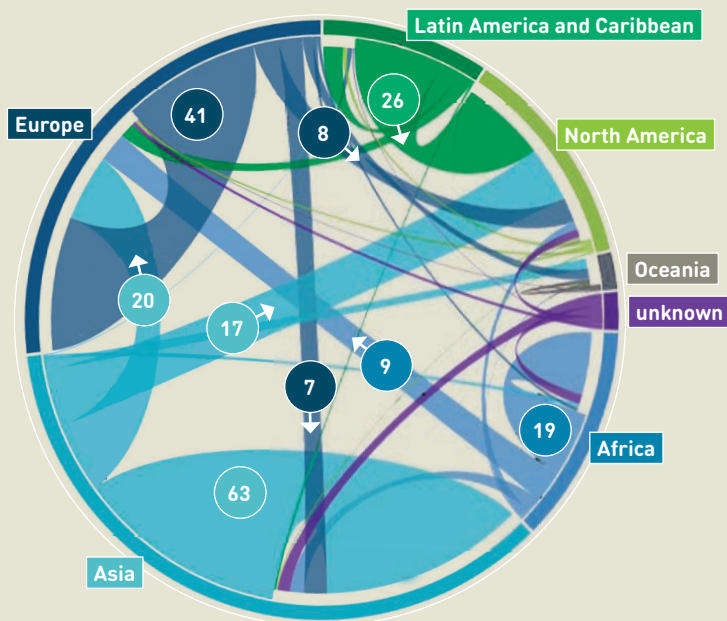 Latin America and Caribbean
41
26
Europe
8
North America
Oceania
20
unknown
17
9
7
19
Africa
63
Asia